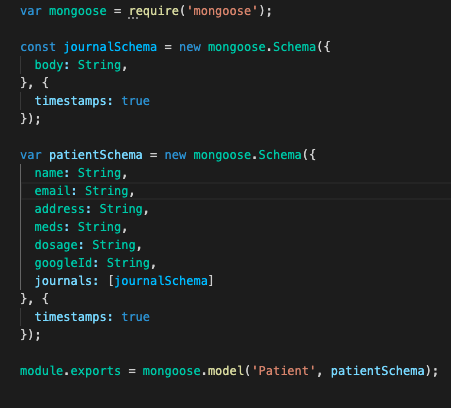 var mongoose = require('mongoose');
const journalSchema = new mongoose.Schema({
body: String,
}, {
timestamps: true
});
var patientSchema = new mongoose.Schema({
name: String,
email: String,
address: String,
meds: String,
dosage: String,
googleId: String,
journals: [journalSchema]
}, {
timestamps: true
});
module.exports = mongoose.model('Patient', patientSchema);